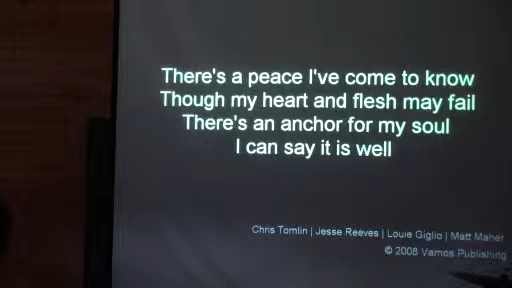 There's a peace I've come to know
Though my heart and flesh may fail
There's an anchor for my soul
I can say it is well
Chris Tomlin | Jesse Reeves | Louie Giglio | Matt Maher
© 2008 Vamos Publishing